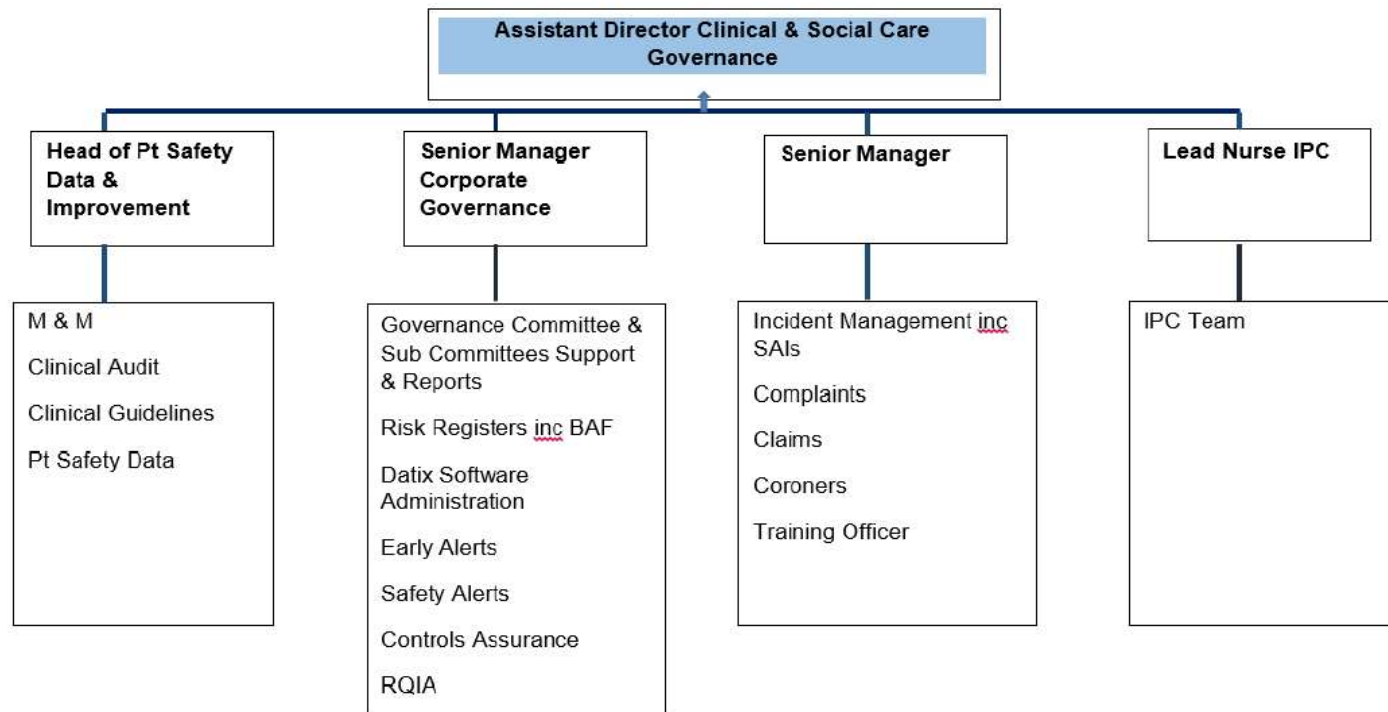 Assistant Director Clinical & Social Care
Governance
Head of Pt Safety
Data &
Improvement
Senior Manager
Corporate
Governance
Senior Manager
Lead Nurse IPC
M & M
Clinical Audit
Clinical Guidelines
Pt Safety Data
Governance Committee &
Sub Committees Support
& Reports
Risk Registers inc BAF
Datix Software
Administration
Early Alerts
Safety Alerts
Controls Assurance
RQIA
Incident Management inc
SAIs
Complaints
Claims
Coroners
Training Officer
IPC Team